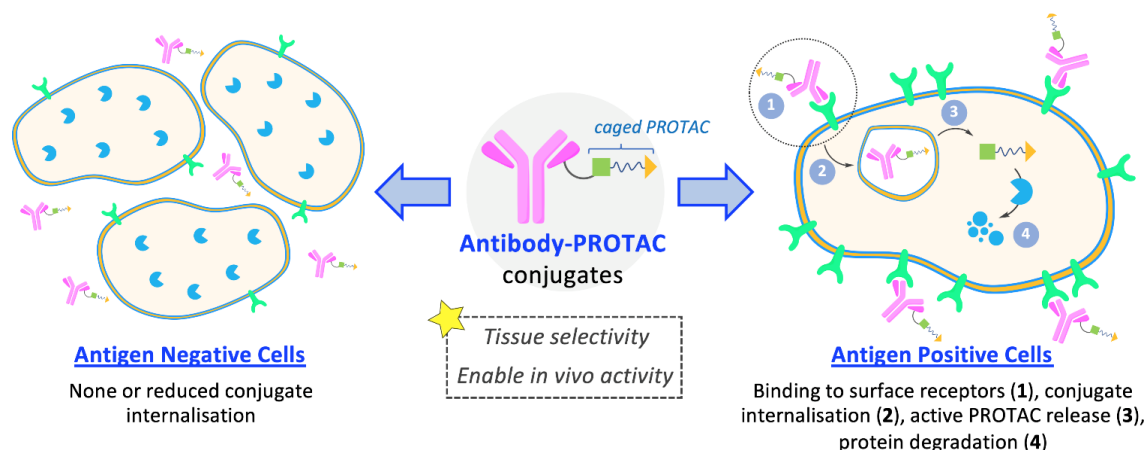 caged PROTAC
Antibody-PROTAC
conjugates
Tissue selectivity
Enable in vivo activity
Antigen Negative Cells
None or reduced conjugate
internalisation
1
2
3
4
Antigen Positive Cells
Binding to surface receptors (1), conjugate
internalisation (2), active PROTAC release (3),
protein degradation (4)